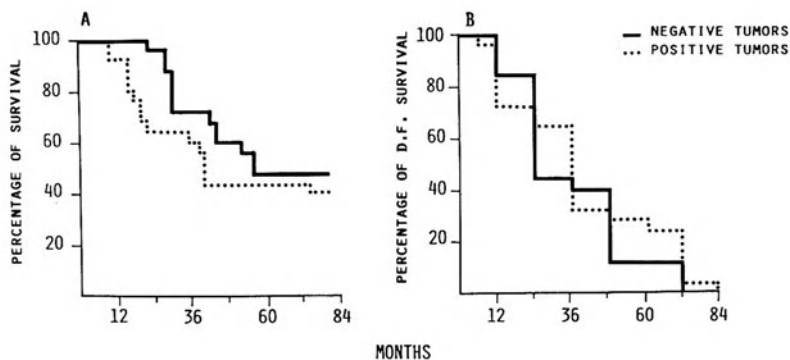 A
PERCENTAGE OF SURVIVAL
100
80
60
40
20
12
36
60
84
B
PERCENTAGE OF D.F. SURVIVAL
100
80
60
40
20
12
36
60
84
NEGATIVE TUMORS
POSITIVE TUMORS
MONTHS